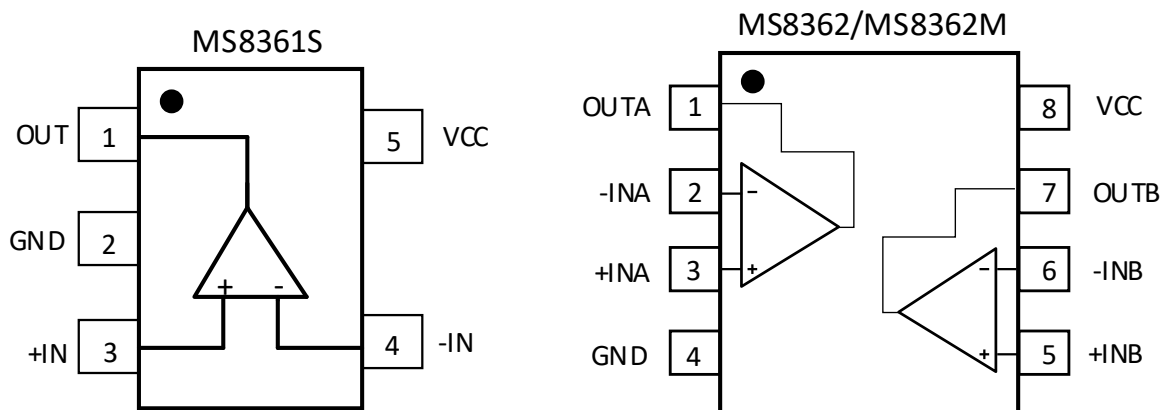 MS8361S
OUT 1
5 VCC
GND 2
+ -
+IN 3
4 -IN
MS8362/MS8362M
OUTA 1
8 VCC
-INA 2 -
7 OUTB
+INA 3 +
- 6 -INB
GND 4
+ 5 +INB